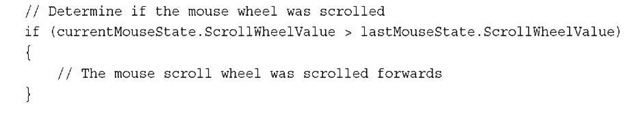 // Determine if the mouse wheel was scrolled
if (currentMouseState.ScrollWheelValue > lastMouseState.ScrollWheelValue)
{
// The mouse scroll wheel was scrolled forwards
}